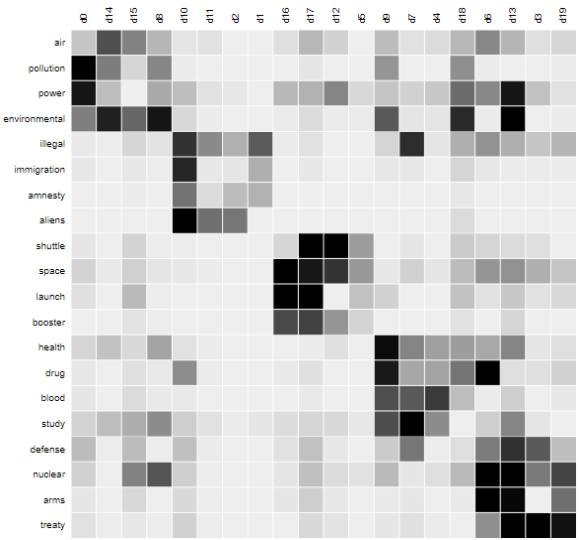 d0 d14 d15 d8 d10 d11 d2 d1 d16 d17 d12 d5 d9 d7 d4 d18 d6 d13 d3 d19
air
pollution
power
environmental
illegal
immigration
amnesty
aliens
shuttle
space
launch
booster
health
drug
blood
study
defense
nuclear
arms
treaty